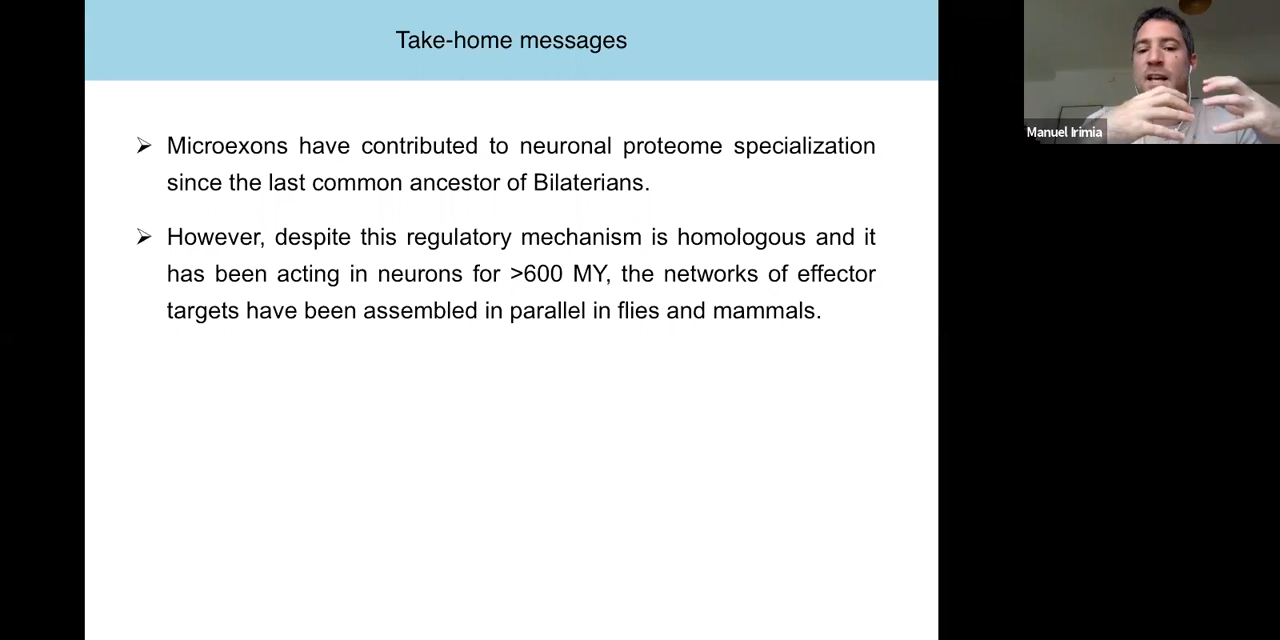 Take-home messages
Manuel Irimia
➢ Microexons have contributed to neuronal proteome specialization
since the last common ancestor of Bilaterians.
➢ However, despite this regulatory mechanism is homologous and it
has been acting in neurons for >600 MY, the networks of effector
targets have been assembled in parallel in flies and mammals.